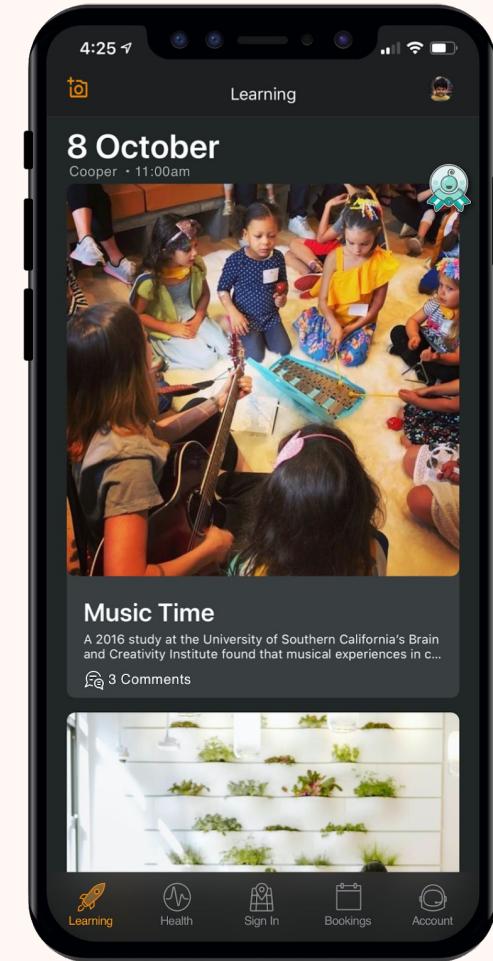 4:25
Learning
8 October
Cooper • 11:00am
Music Time
A 2016 study at the University of Southern California's Brain
and Creativity Institute found that musical experiences in c...
3 Comments
Learning
Health
Sign In
Bookings
Account